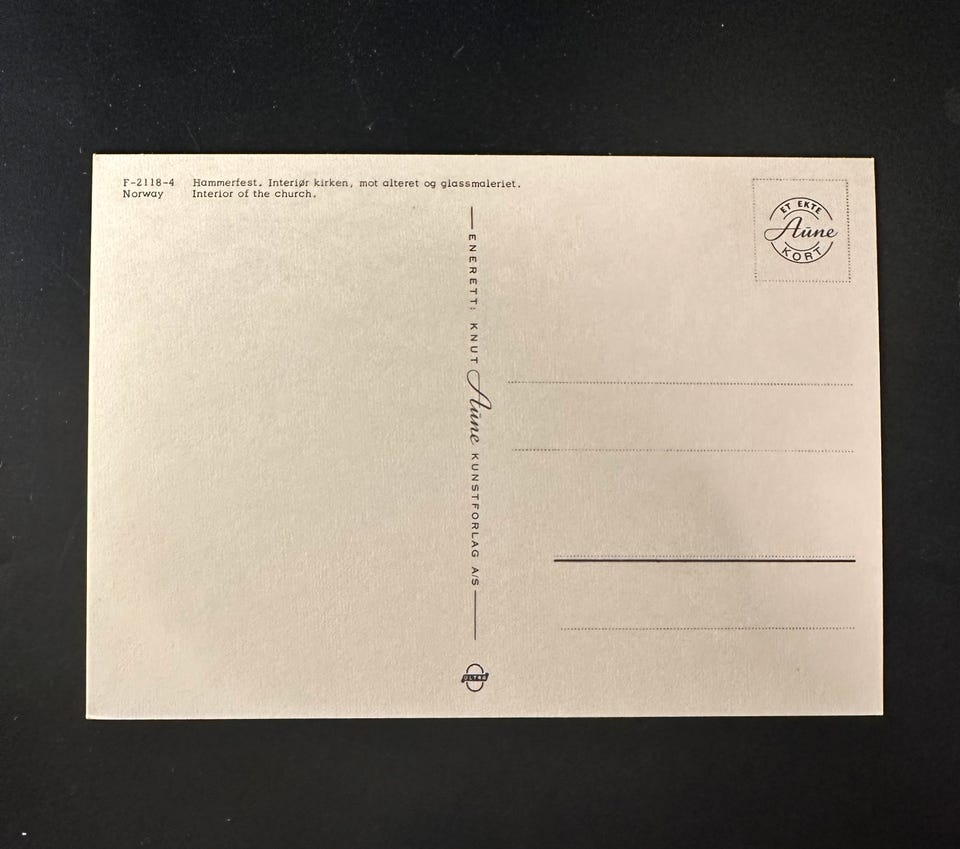 F-2118-4 Hammerfest. Interiør kirken, mot alteret og glassmaleriet.
Norway Interior of the church.
ET EKTE
Aune
KORT
ENERETT: KNUT Aune KUNSTFORLAG A/S
ULTRA